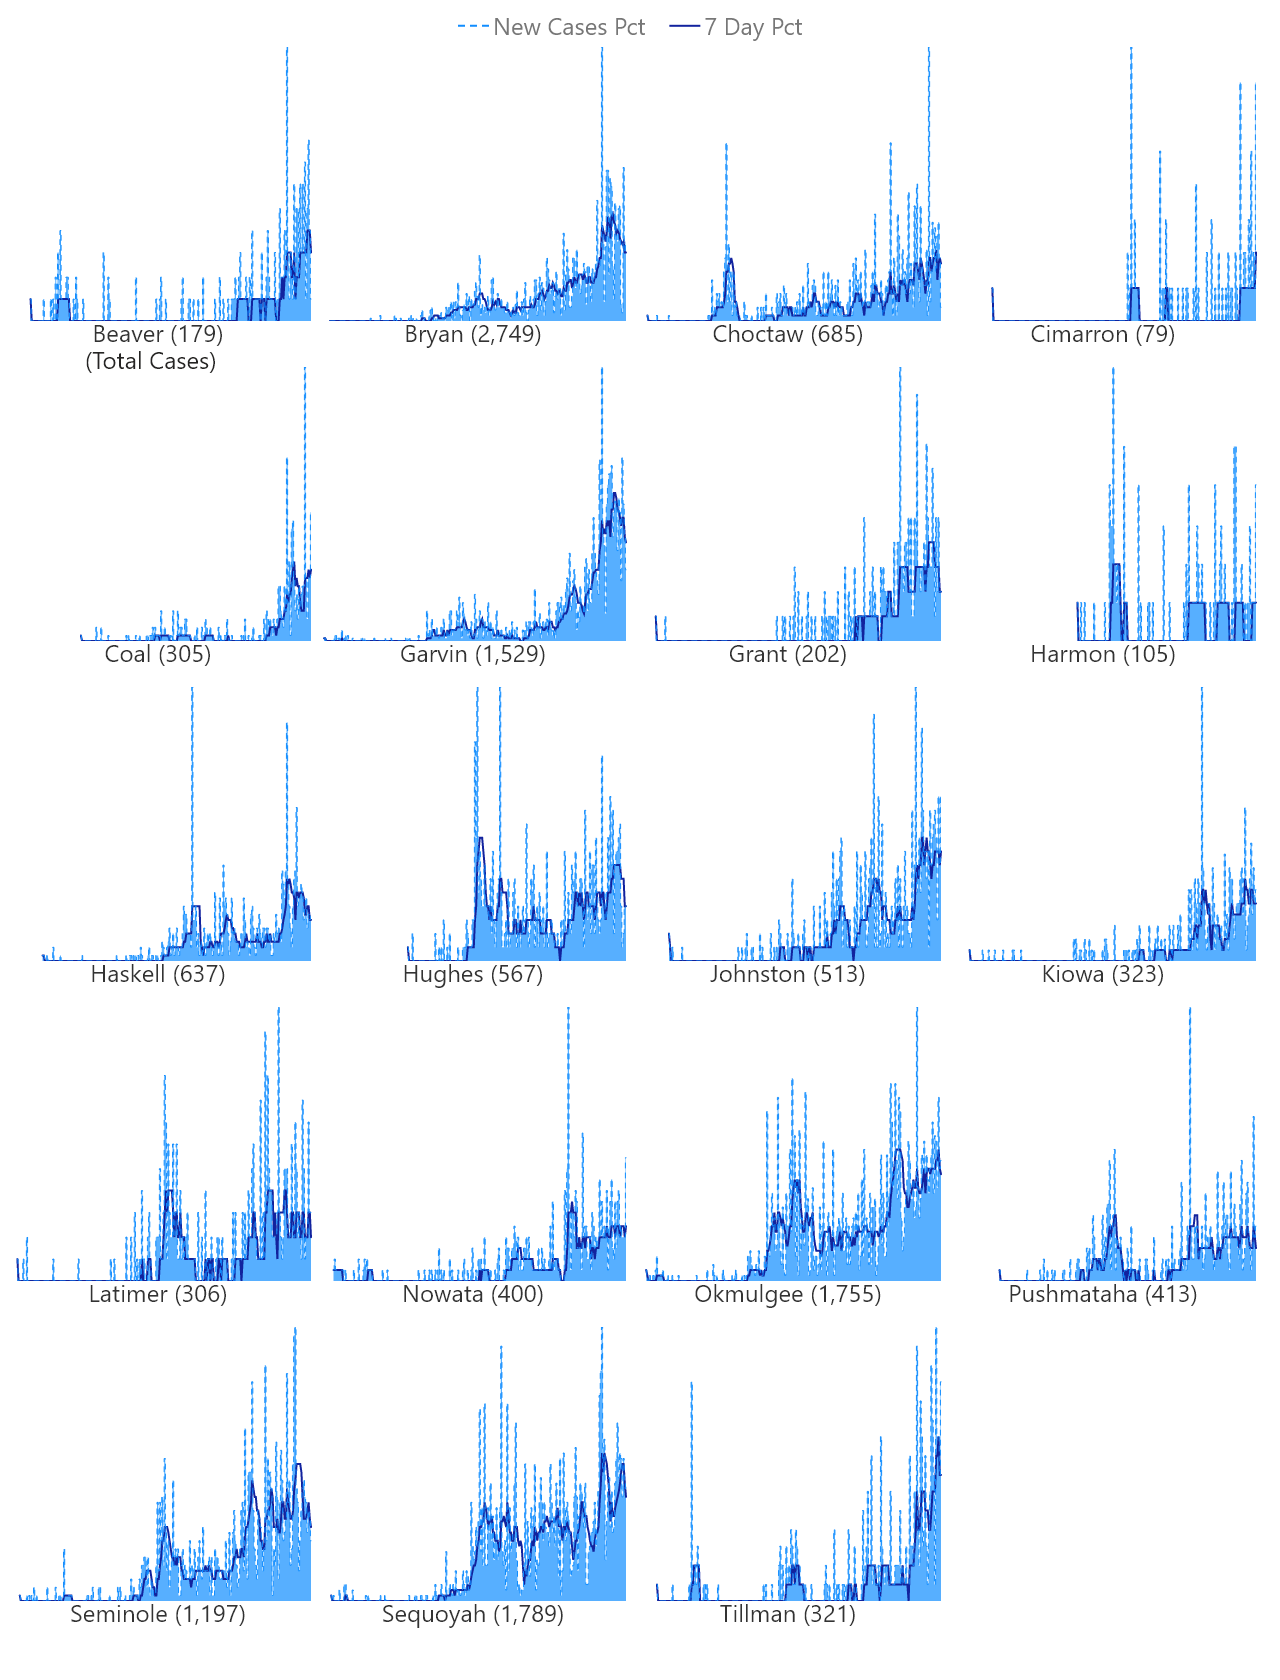 New Cases Pct 7 Day Pct
Beaver (179) Bryan (2,749) Choctaw (685) Cimarron (79)
(Total Cases)
Coal (305) Garvin (1,529) Grant (202) Harmon (105)
Haskell (637) Hughes (567) Johnston (513) Kiowa (323)
Latimer (306) Nowata (400) Okmulgee (1,755) Pushmataha (413)
Seminole (1,197) Sequoyah (1,789) Tillman (321)